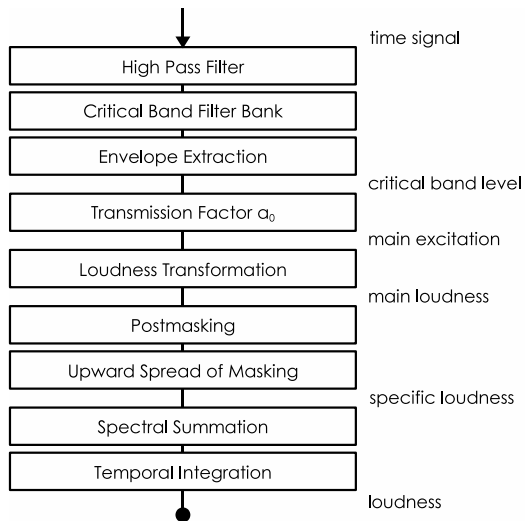 time signal
High Pass Filter
Critical Band Filter Bank
Envelope Extraction
critical band level
Transmission Factor a₀
main excitation
Loudness Transformation
main loudness
Postmasking
Upward Spread of Masking
specific loudness
Spectral Summation
Temporal Integration
loudness